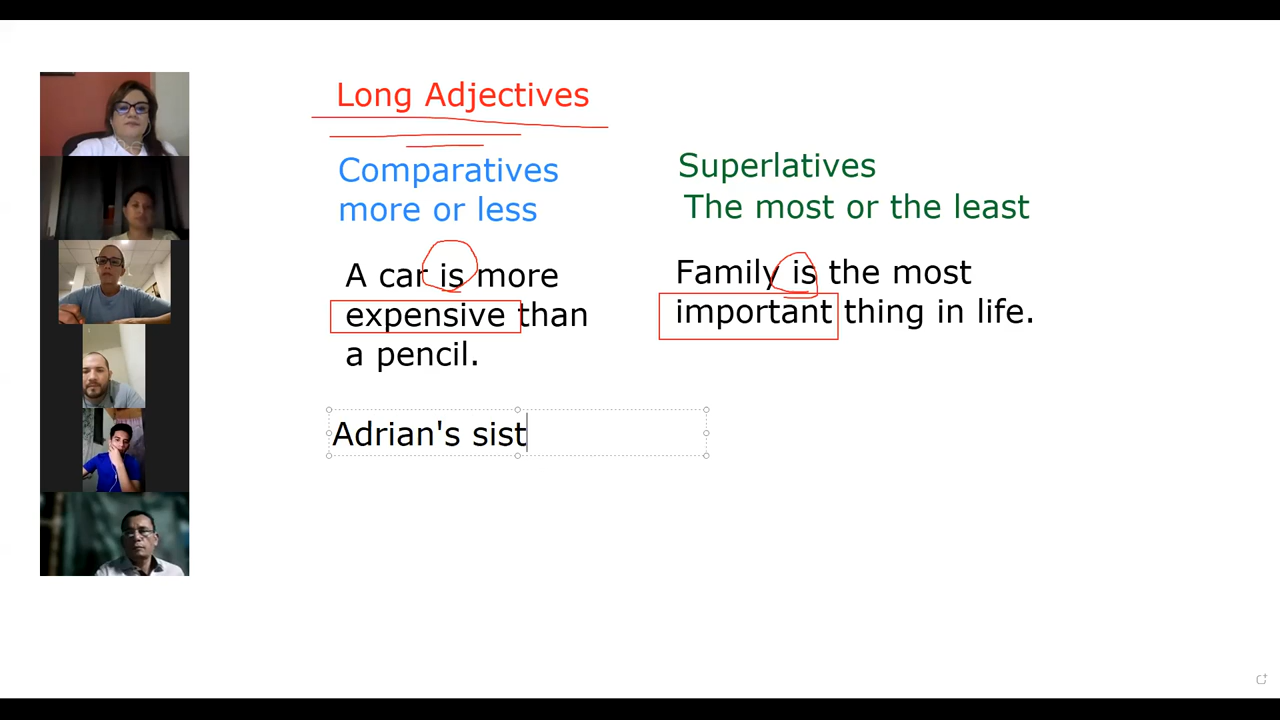 Long Adjectives
Comparatives
more or less
A car is more
expensive than
a pencil.
Superlatives
The most or the least
Family is the most
important thing in life.
Adrian's sist